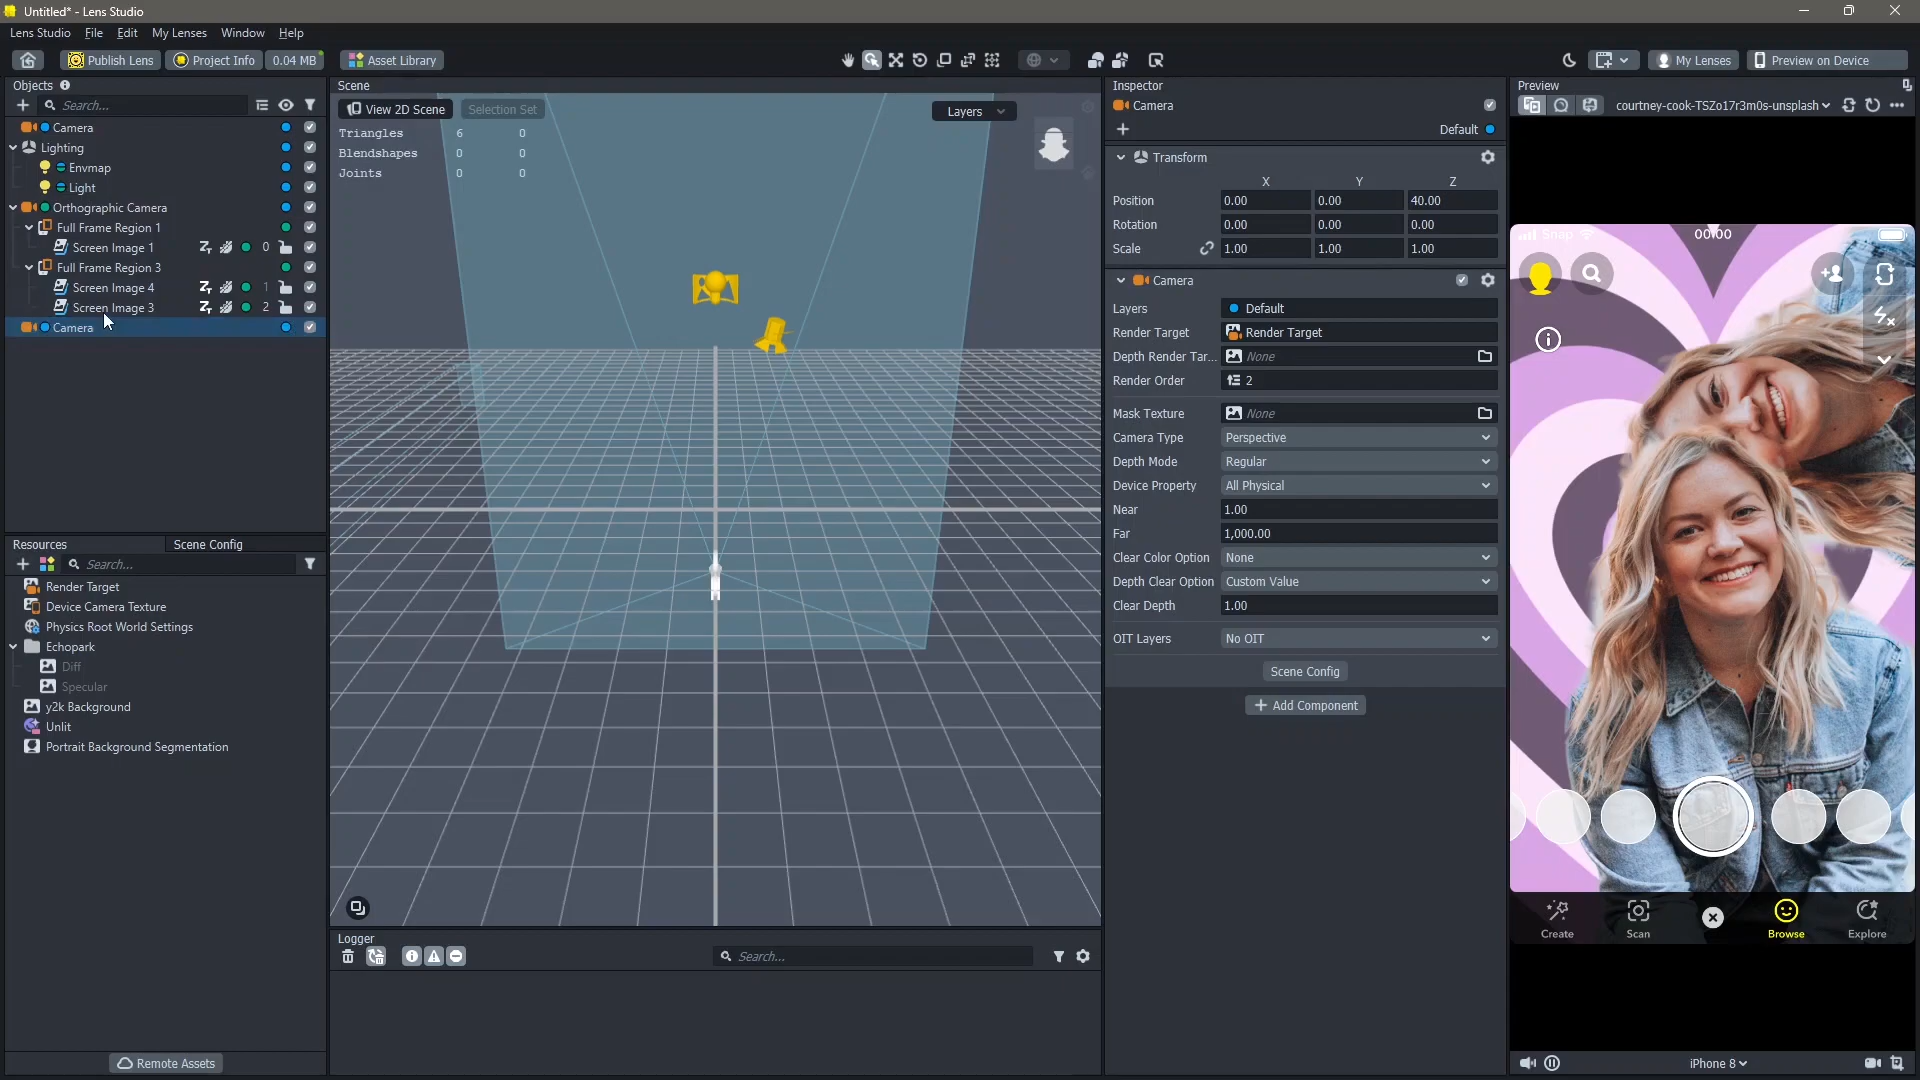 Untitled* - Lens Studio
Lens Studio File Edit My Lenses Window Help
Publish Lens Project Info 0.04 MB Asset Library My Lenses Preview on Device
Objects
Search...
Camera
Lighting
Envmap
Light
Orthographic Camera
Full Frame Region 1
Screen Image 1 0
Full Frame Region 3
Screen Image 4 1
Screen Image 3 2
Camera
Resources Scene Config
Search...
Render Target
Device Camera Texture
Physics Root World Settings
Echopark
Diff
Specular
y2k Background
Unlit
Portrait Background Segmentation
Remote Assets
Scene
View 2D Scene Selection Set Layers
Triangles 6 0
Blendshapes 0 0
Joints 0 0
Logger
Search...
Inspector
Camera
Default
Transform
X Y Z
Position 0.00 0.00 40.00
Rotation 0.00 0.00 0.00
Scale 1.00 1.00 1.00
Camera
Layers Default
Render Target Render Target
Depth Render Tar... None
Render Order 2
Mask Texture None
Camera Type Perspective
Depth Mode Regular
Device Property All Physical
Near 1.00
Far 1,000.00
Clear Color Option None
Depth Clear Option Custom Value
Clear Depth 1.00
OIT Layers No OIT
Scene Config
Add Component
Preview
courtney-cook-TSZo17r3m0s-unsplash
Snap 00:00
Create Scan Browse Explore
iPhone 8